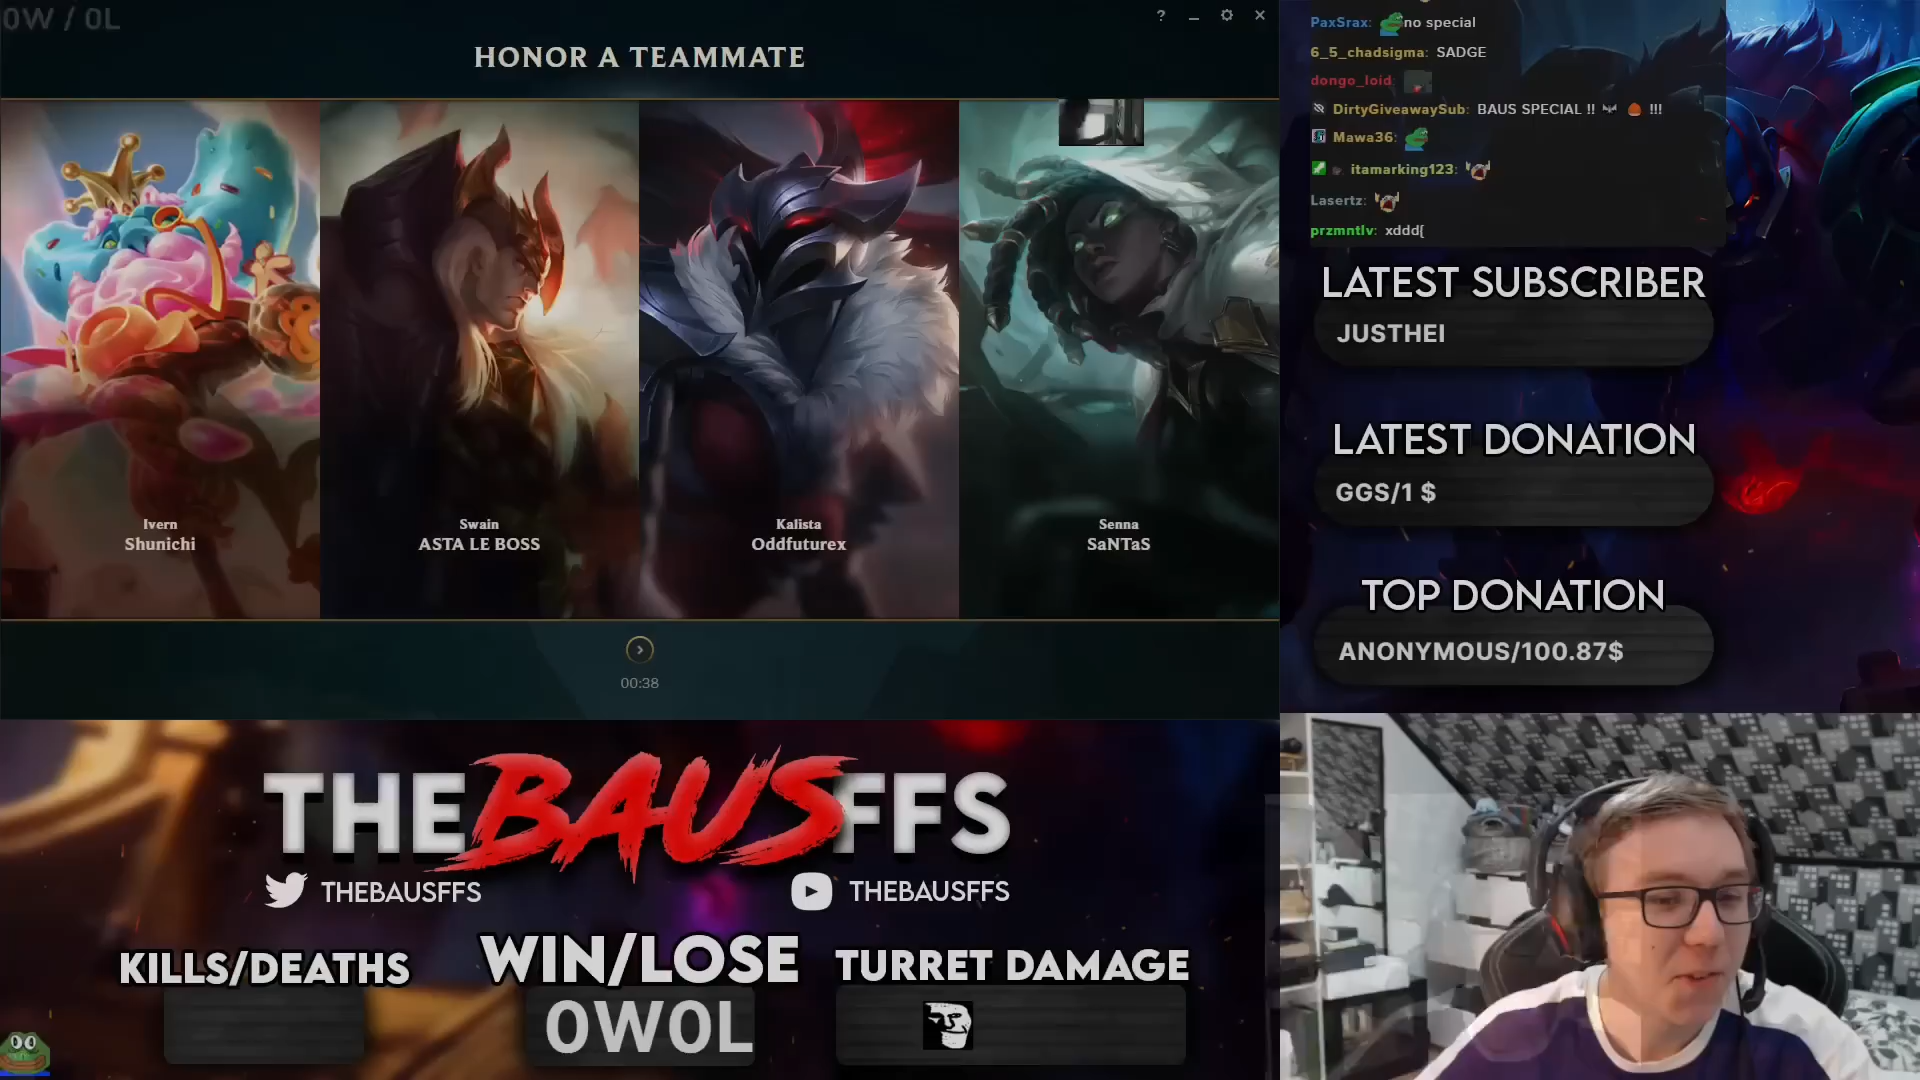 0W / 0L
HONOR A TEAMMATE
Ivern
Shunichi
Swain
ASTA LE BOSS
Kalista
Oddfuturex
Senna
SaNTaS
00:38
PaxSrax: no special
6_5_chadsigma: SADGE
dongo_loid:
DirtyGiveawaySub: BAUS SPECIAL !! !!!
Mawa36:
itamarking123:
Lasertz:
przmntlv: xddd[
LATEST SUBSCRIBER
JUSTHEI
LATEST DONATION
GGS/1 $
TOP DONATION
ANONYMOUS/100.87$
THEBAUSFFS
THEBAUSFFS
THEBAUSFFS
KILLS/DEATHS
WIN/LOSE
0W0L
TURRET DAMAGE